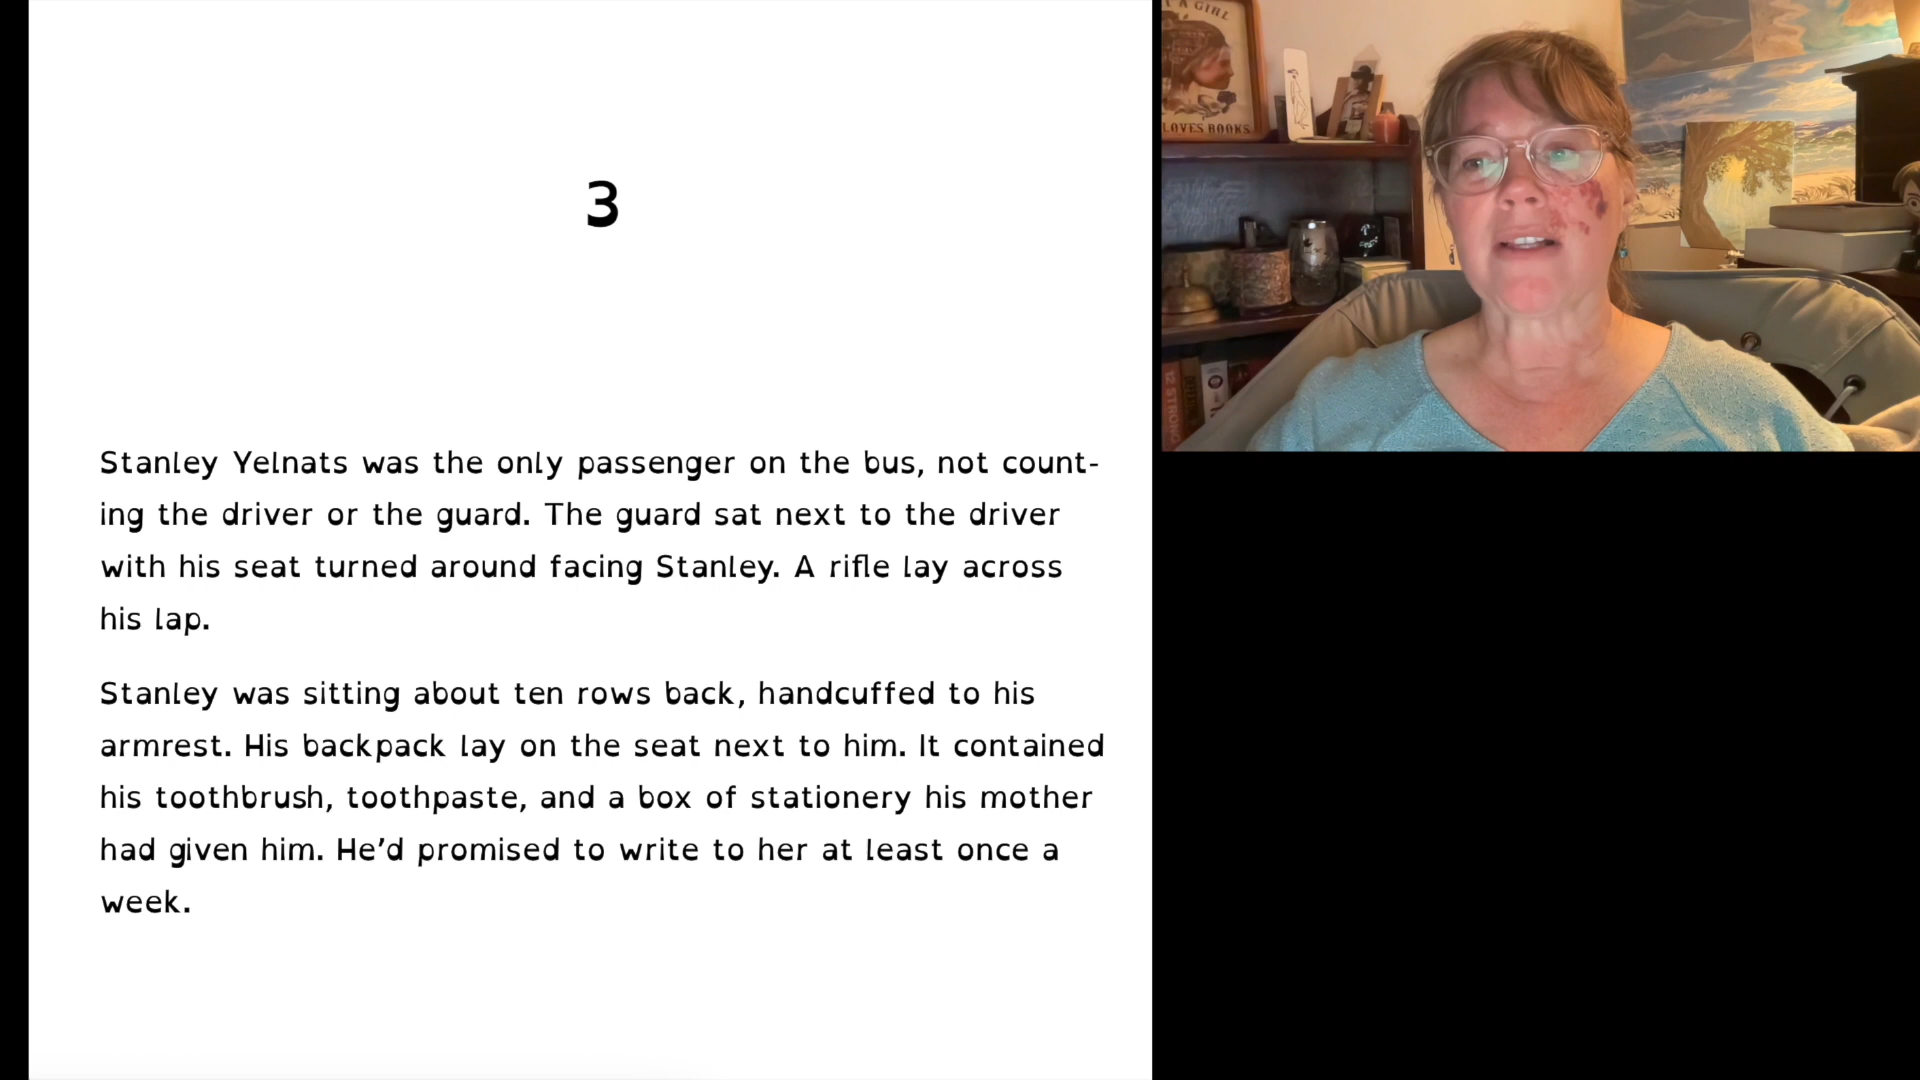 3
Stanley Yelnats was the only passenger on the bus, not count-
ing the driver or the guard. The guard sat next to the driver
with his seat turned around facing Stanley. A rifle lay across
his lap.
Stanley was sitting about ten rows back, handcuffed to his
armrest. His backpack lay on the seat next to him. It contained
his toothbrush, toothpaste, and a box of stationery his mother
had given him. He’d promised to write to her at least once a
week.
A GIRL
LOVES BOOKS
12 STRONG